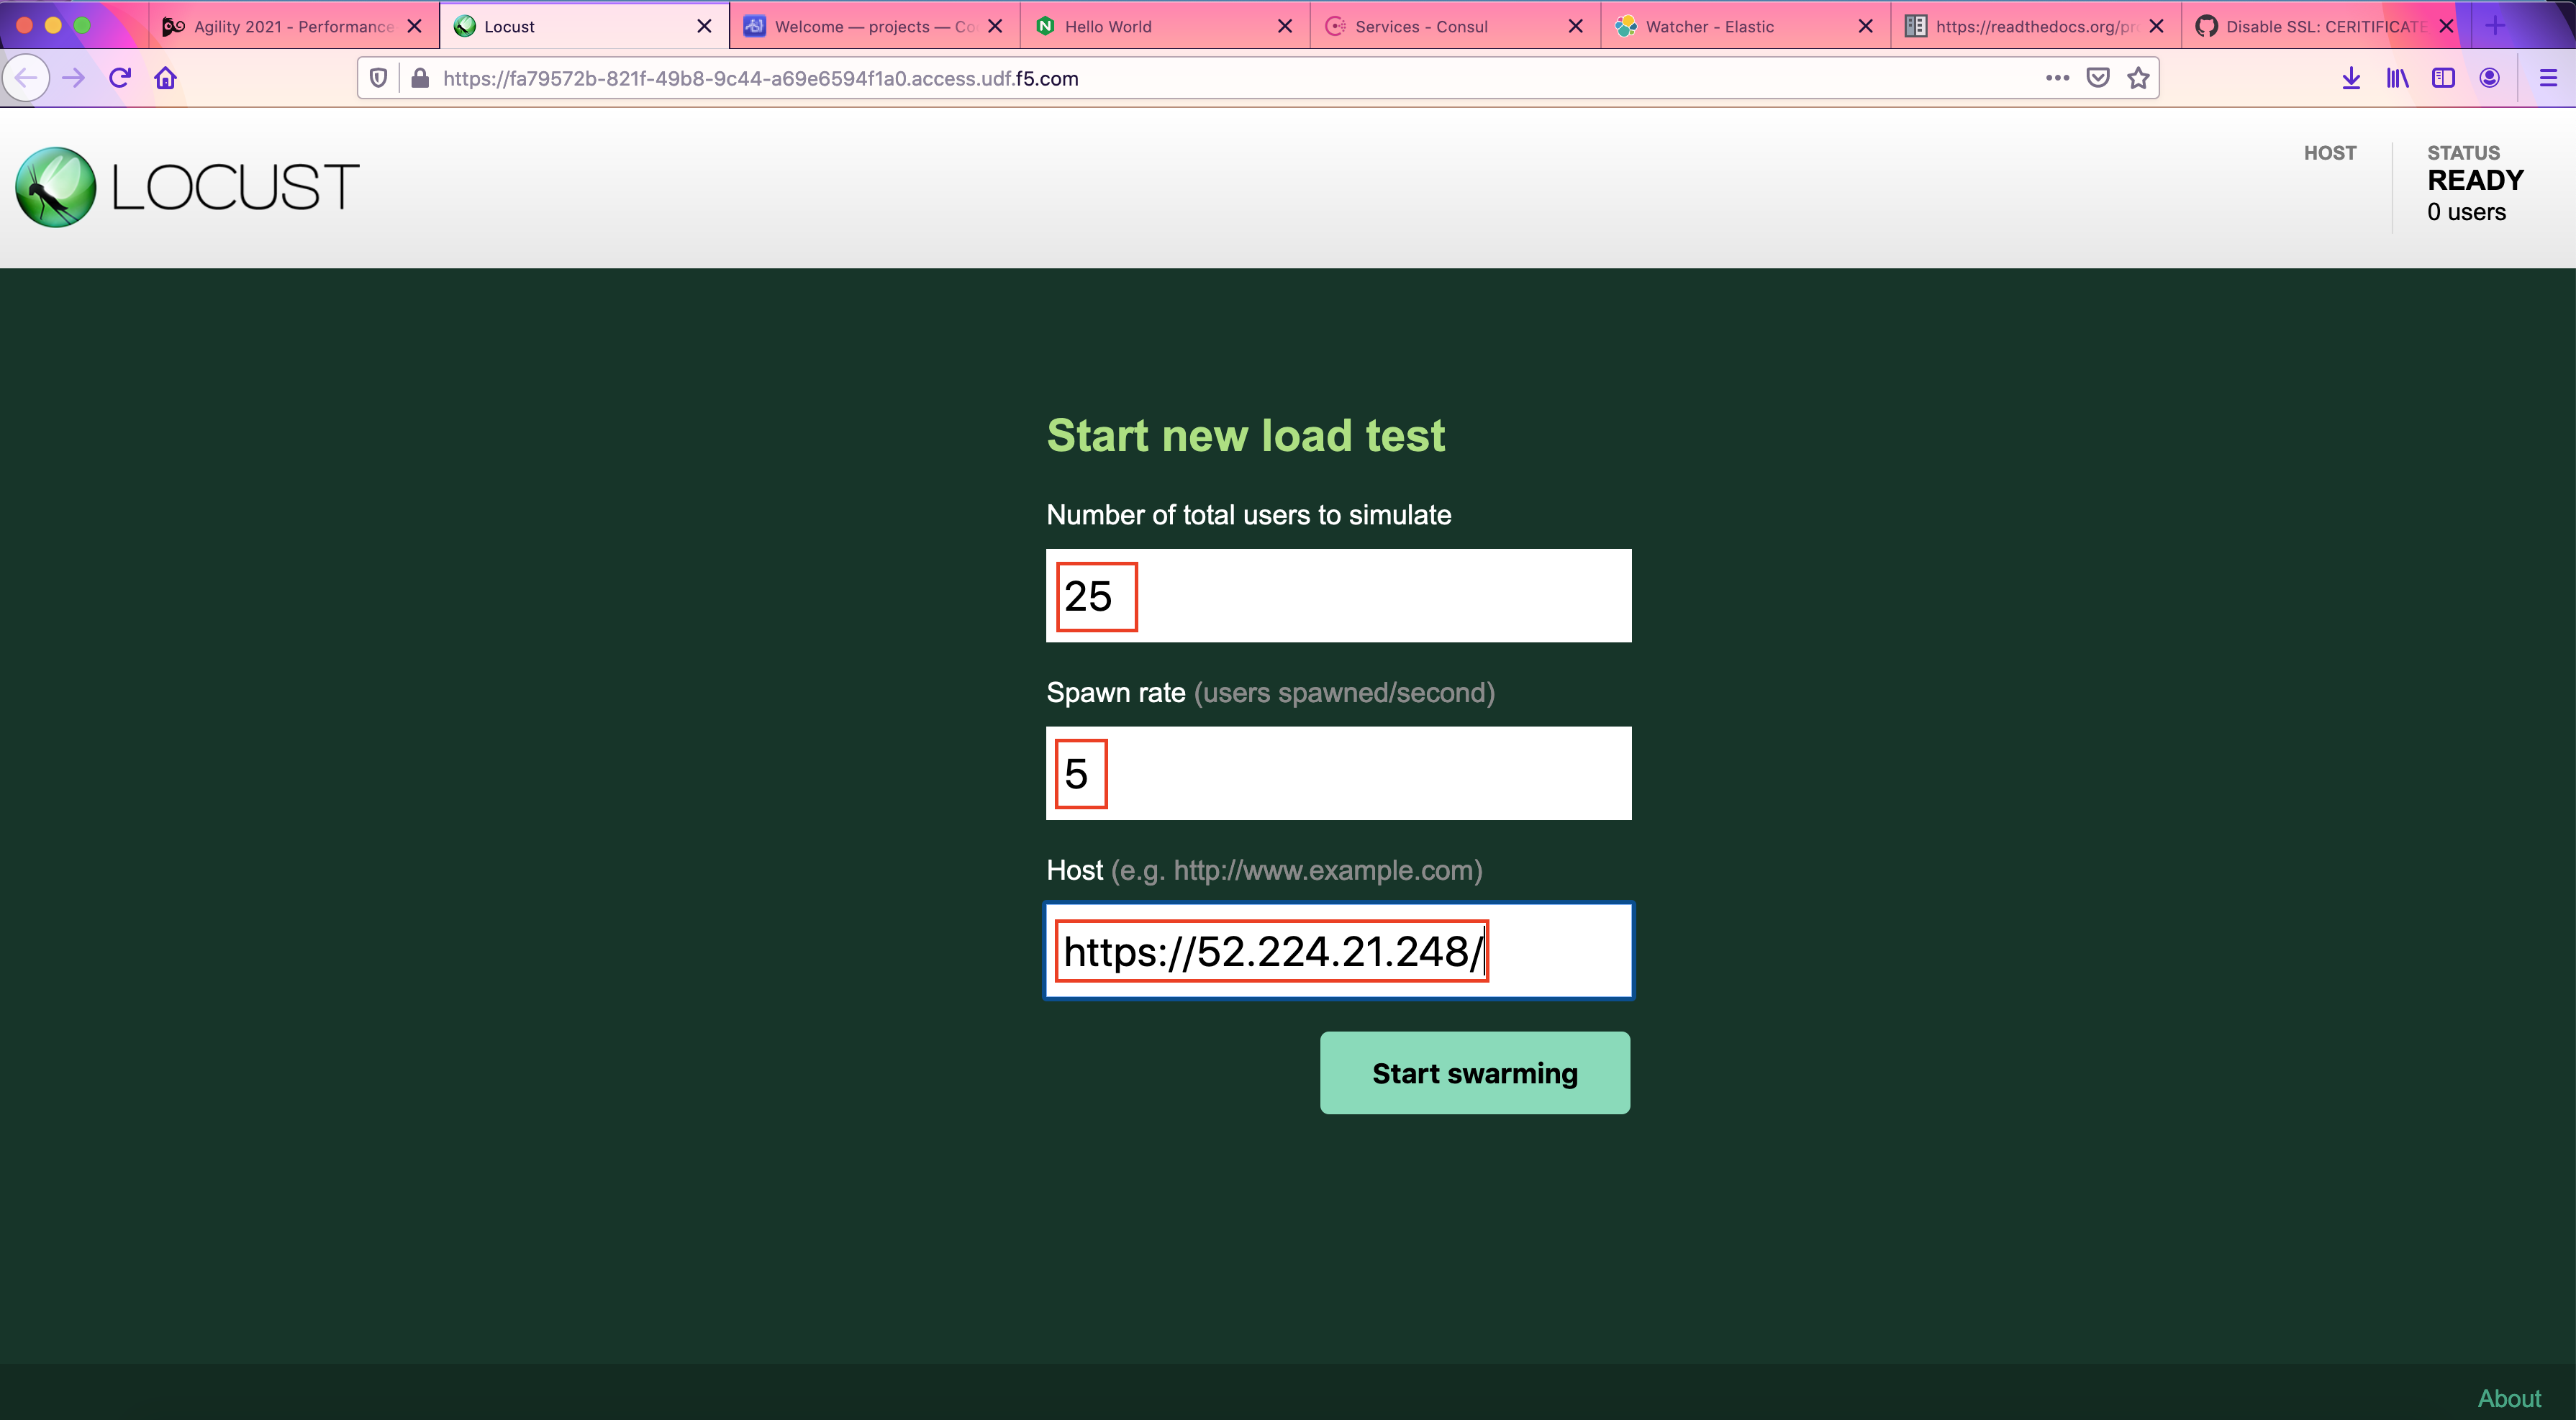 Agility 2021 - Performance
Locust
Welcome — projects — Co
Hello World
Services - Consul
Watcher - Elastic
https://readthedocs.org/pr
Disable SSL: CERITIFICATE
https://fa79572b-821f-49b8-9c44-a69e6594f1a0.access.udf.f5.com
LOCUST
HOST
STATUS
READY
0 users
Start new load test
Number of total users to simulate
25
Spawn rate (users spawned/second)
5
Host (e.g. http://www.example.com)
https://52.224.21.248/
Start swarming
About